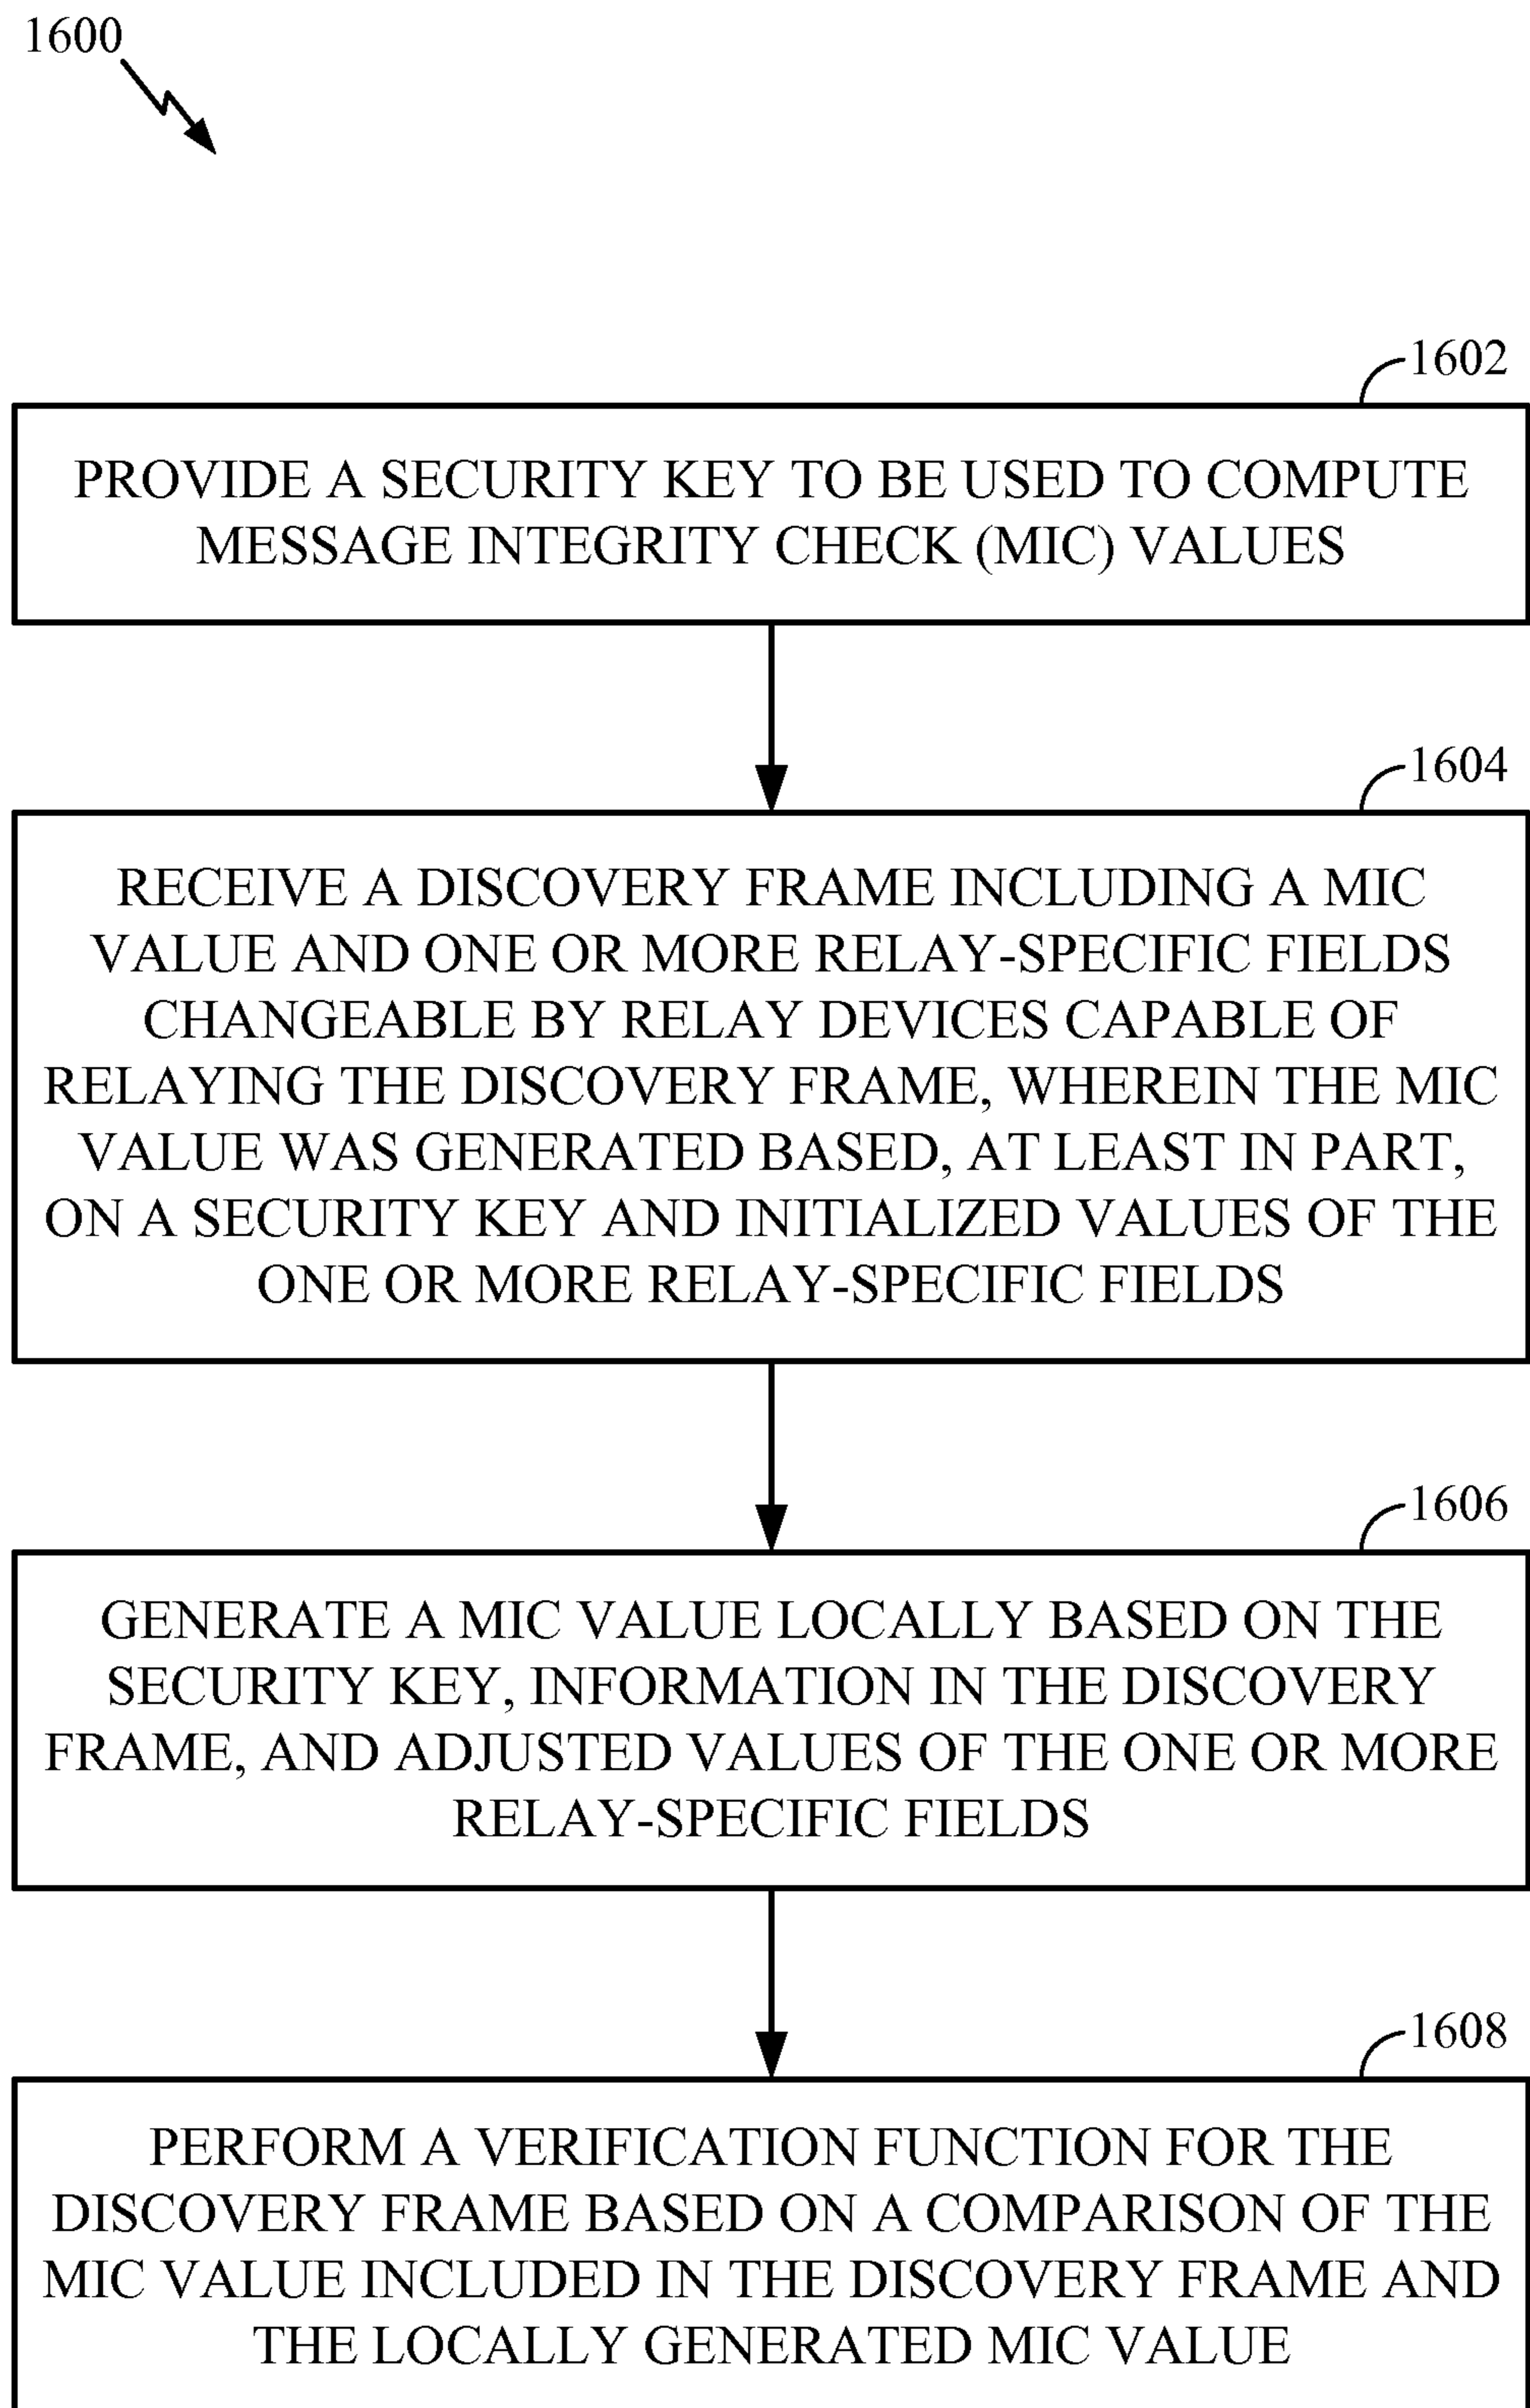 1600
1602
PROVIDE A SECURITY KEY TO BE USED TO COMPUTE
MESSAGE INTEGRITY CHECK (MIC) VALUES
1604
RECEIVE A DISCOVERY FRAME INCLUDING A MIC
VALUE AND ONE OR MORE RELAY-SPECIFIC FIELDS
CHANGEABLE BY RELAY DEVICES CAPABLE OF
RELAYING THE DISCOVERY FRAME, WHEREIN THE MIC
VALUE WAS GENERATED BASED, AT LEAST IN PART,
ON A SECURITY KEY AND INITIALIZED VALUES OF THE
ONE OR MORE RELAY-SPECIFIC FIELDS
1606
GENERATE A MIC VALUE LOCALLY BASED ON THE
SECURITY KEY, INFORMATION IN THE DISCOVERY
FRAME, AND ADJUSTED VALUES OF THE ONE OR MORE
RELAY-SPECIFIC FIELDS
1608
PERFORM A VERIFICATION FUNCTION FOR THE
DISCOVERY FRAME BASED ON A COMPARISON OF THE
MIC VALUE INCLUDED IN THE DISCOVERY FRAME AND
THE LOCALLY GENERATED MIC VALUE